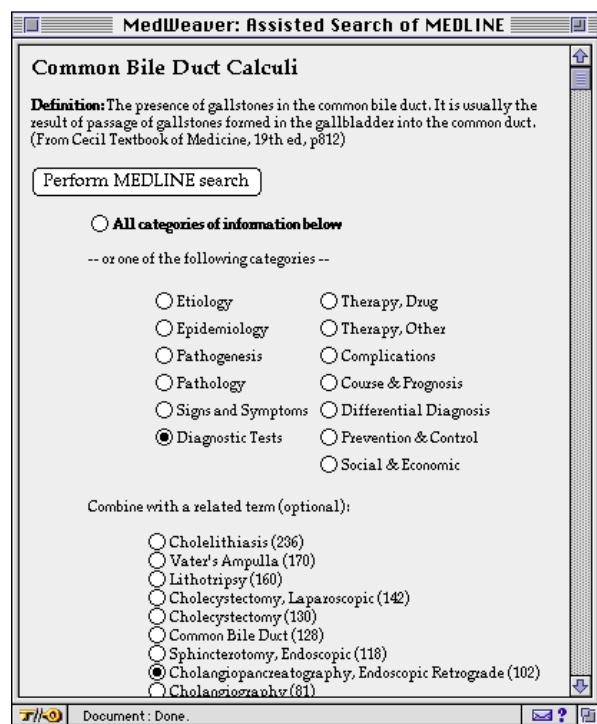 MedWeaver: Assisted Search of MEDLINE
Common Bile Duct Calculi
Definition: The presence of gallstones in the common bile duct. It is usually the
result of passage of gallstones formed in the gallbladder into the common duct.
(From Cecil Textbook of Medicine, 19th ed, p812)
Perform MEDLINE search
All categories of information below
-- or one of the following categories --
Etiology Therapy, Drug
Epidemiology Therapy, Other
Pathogenesis Complications
Pathology Course & Prognosis
Signs and Symptoms Differential Diagnosis
Diagnostic Tests Prevention & Control
Social & Economic
Combine with a related term (optional):
Cholelithiasis (236)
Vater's Ampulla (170)
Lithotripsy (160)
Cholecystectomy, Laparoscopic (142)
Cholecystectomy (130)
Common Bile Duct (128)
Sphincterotomy, Endoscopic (118)
Cholangiopancreatography, Endoscopic Retrograde (102)
Cholangiography (81)
Document: Done.
?